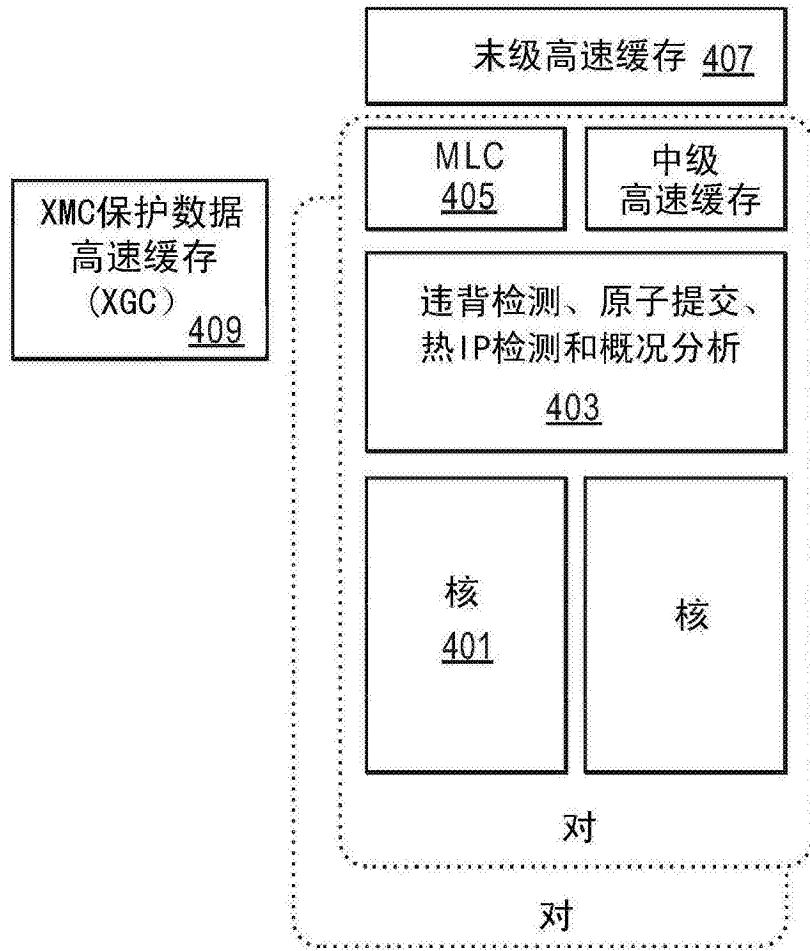 末级高速缓存 407
MLC
405
中级
高速缓存
XMC保护数据
高速缓存
(XGC)
409
违背检测、原子提交、
热IP检测和概况分析
403
核
401
核
对
对